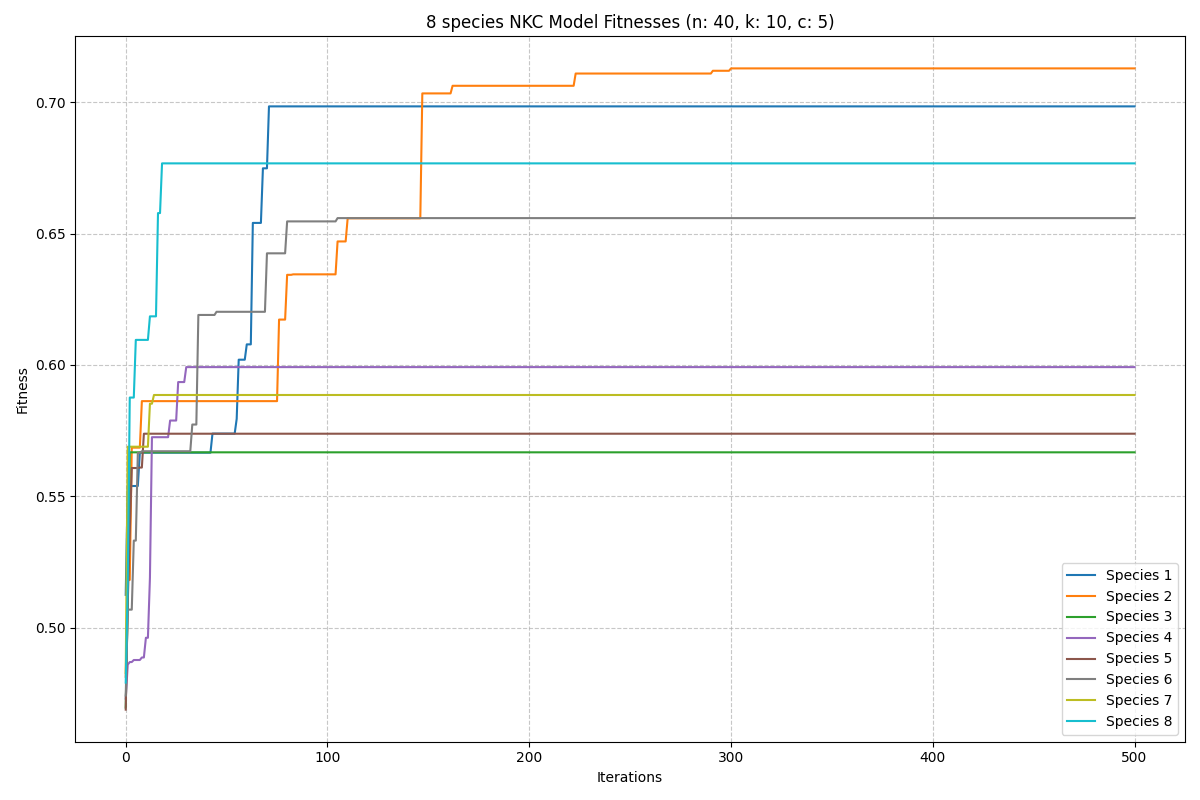 8 species NKC Model Fitnesses (n: 40, k: 10, c: 5)
0.70
0.65
0.60
0.55
0.50
Fitness
0
100
200
300
400
500
Iterations
Species 1
Species 2
Species 3
Species 4
Species 5
Species 6
Species 7
Species 8